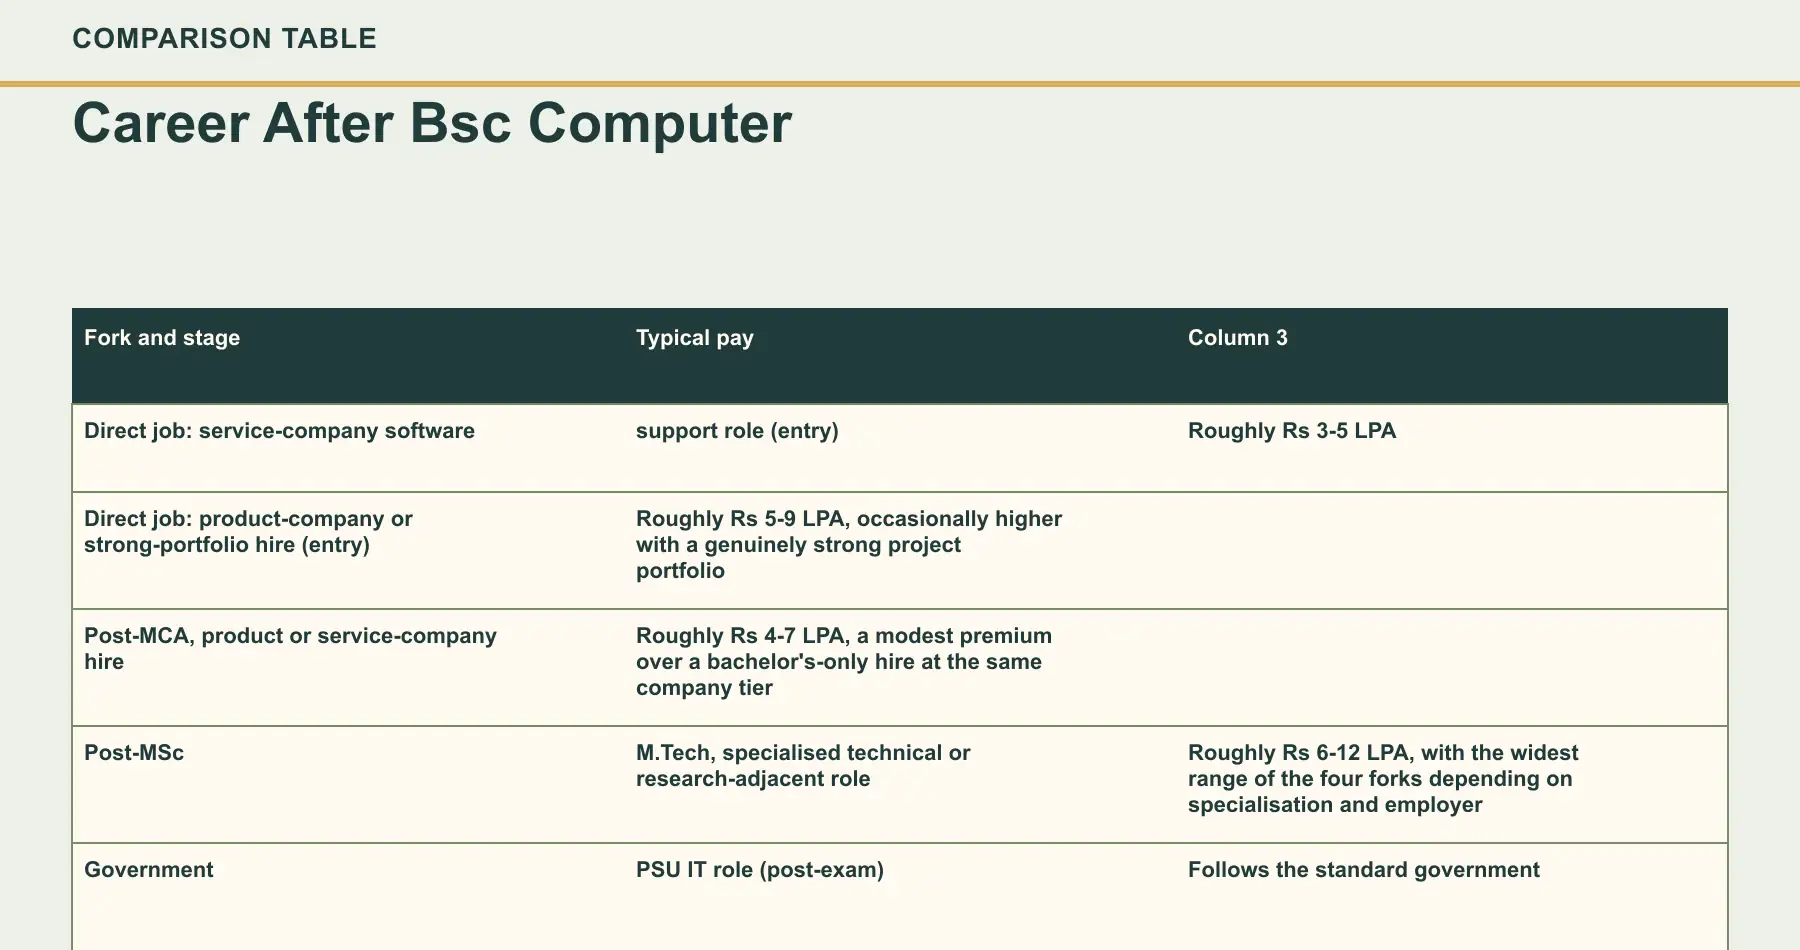 COMPARISON TABLE
Career After Bsc Computer
Fork and stage
Typical pay
Column 3
Direct job: service-company software
support role (entry)
Roughly Rs 3-5 LPA
Direct job: product-company or
strong-portfolio hire (entry)
Roughly Rs 5-9 LPA, occasionally higher
with a genuinely strong project
portfolio
Post-MCA, product or service-company
hire
Roughly Rs 4-7 LPA, a modest premium
over a bachelor's-only hire at the same
company tier
Post-MSc
M.Tech, specialised technical or
research-adjacent role
Roughly Rs 6-12 LPA, with the widest
range of the four forks depending on
specialisation and employer
Government
PSU IT role (post-exam)
Follows the standard government